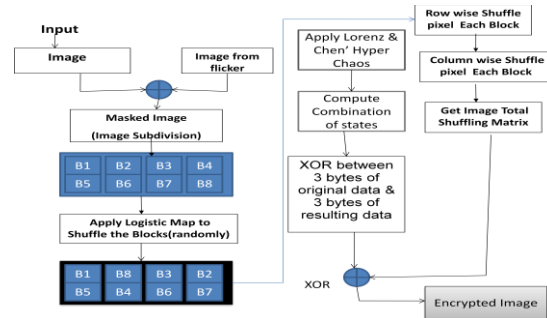 Input
Image
Image from
flicker
Masked Image
(Image Subdivision)
B1 B2 B3 B4
B5 B6 B7 B8
Apply Logistic Map to
Shuffle the Blocks(randomly)
B1 B8 B3 B2
B5 B4 B6 B7
Apply Lorenz &
Chen' Hyper
Chaos
Compute
Combination
of states
XOR between
3 bytes of
original data &
3 bytes of
resulting data
XOR
Row wise Shuffle
pixel Each Block
Column wise Shuffle
pixel Each Block
Get Image Total
Shuffling Matrix
Encrypted Image